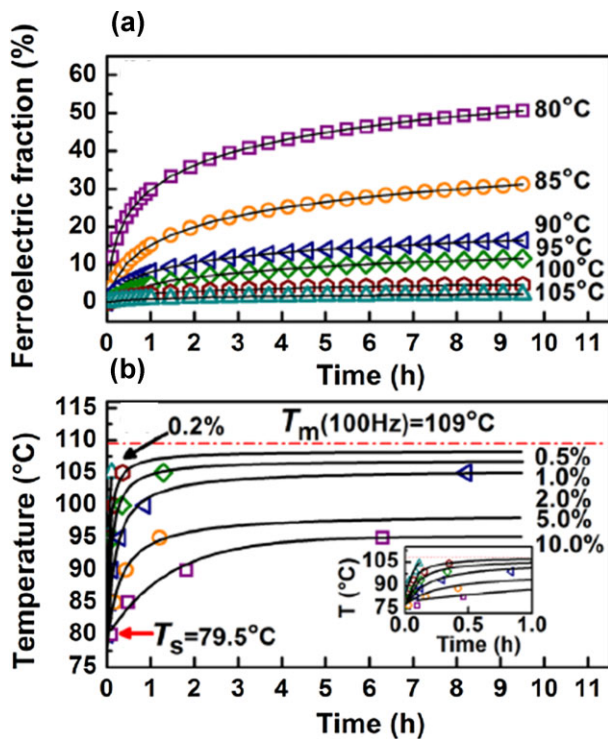 (a)
Ferroelectric fraction (%)
60
50
40
30
20
10
0
80°C
85°C
90°C
95°C
100°C
105°C
0 1 2 3 4 5 6 7 8 9 10 11
Time (h)
(b)
Temperature (°C)
115
110
105
100
95
90
85
80
75
0.2%
Tm(100Hz)=109°C
0.5%
1.0%
2.0%
5.0%
10.0%
Ts=79.5°C
T (°C)
105
90
75
0.0 0.5 1.0
Time (h)
0 1 2 3 4 5 6 7 8 9 10 11
Time (h)